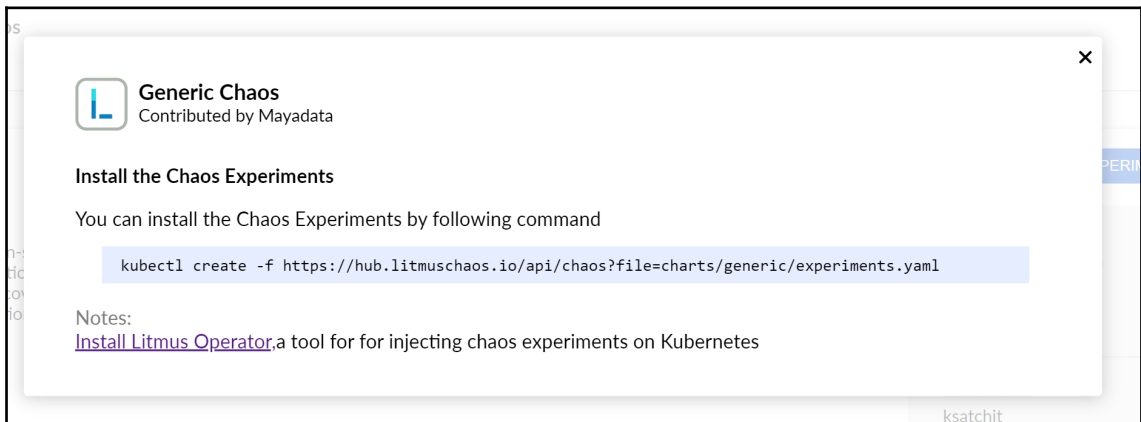 Generic Chaos
Contributed by Mayadata
Install the Chaos Experiments
You can install the Chaos Experiments by following command
kubectl create -f https://hub.litmuschaos.io/api/chaos?file=charts/generic/experiments.yaml
Notes:
Install Litmus Operator,a tool for for injecting chaos experiments on Kubernetes
ksatchit